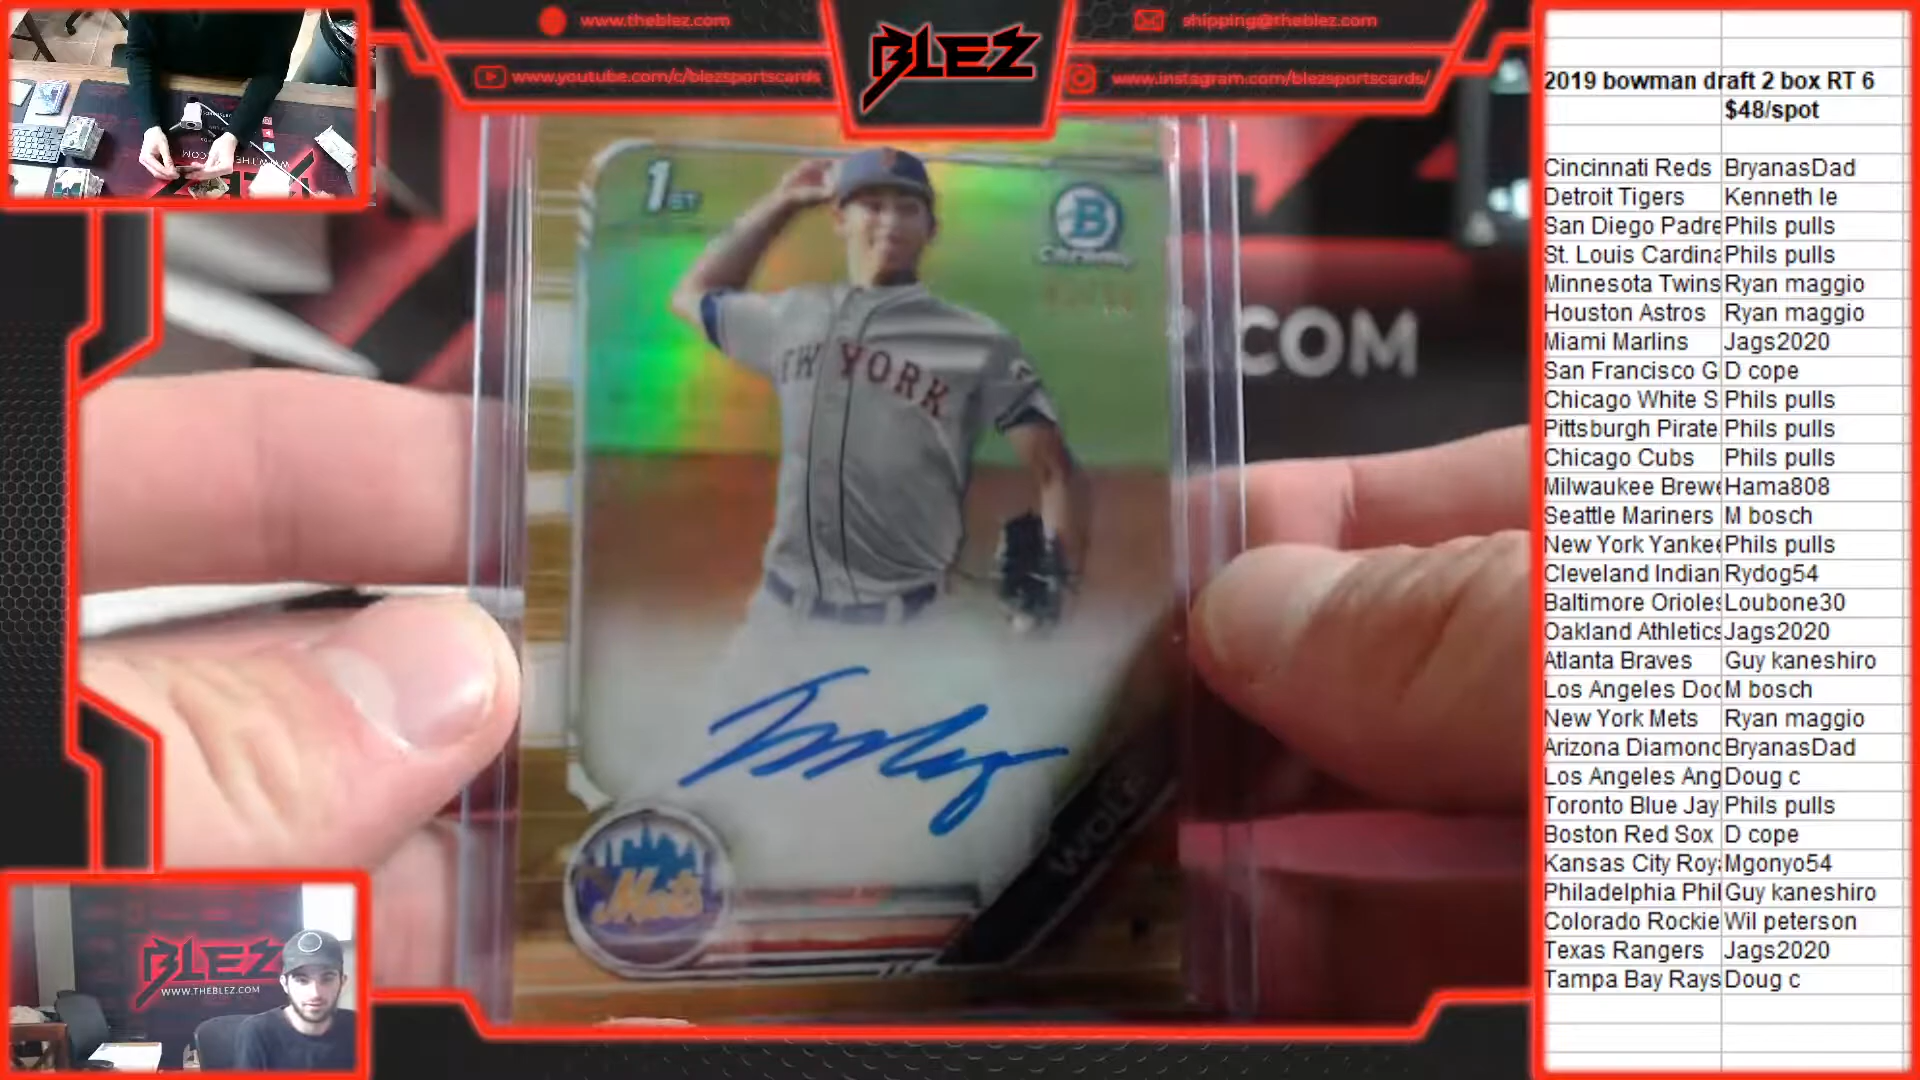 www.theblez.com
BLEZ
shipping@theblez.com
www.youtube.com/c/blezsportscards
www.instagram.com/blezsportscards/
1ST
B
CHROME
NEW YORK
.COM
WOLF
Mets
BLEZ
WWW.THEBLEZ.COM
2019 bowman draft 2 box RT 6
$48/spot
Cincinnati Reds BryanasDad
Detroit Tigers Kenneth le
San Diego Padre Phils pulls
St. Louis Cardina Phils pulls
Minnesota Twins Ryan maggio
Houston Astros Ryan maggio
Miami Marlins Jags2020
San Francisco G D cope
Chicago White S Phils pulls
Pittsburgh Pirate Phils pulls
Chicago Cubs Phils pulls
Milwaukee Brewe Hama808
Seattle Mariners M bosch
New York Yankee Phils pulls
Cleveland Indian Rydog54
Baltimore Orioles Loubone30
Oakland Athletics Jags2020
Atlanta Braves Guy kaneshiro
Los Angeles Doc M bosch
New York Mets Ryan maggio
Arizona Diamond BryanasDad
Los Angeles Ang Doug c
Toronto Blue Jay Phils pulls
Boston Red Sox D cope
Kansas City Roya Mgonyo54
Philadelphia Phil Guy kaneshiro
Colorado Rockie Wil peterson
Texas Rangers Jags2020
Tampa Bay Rays Doug c